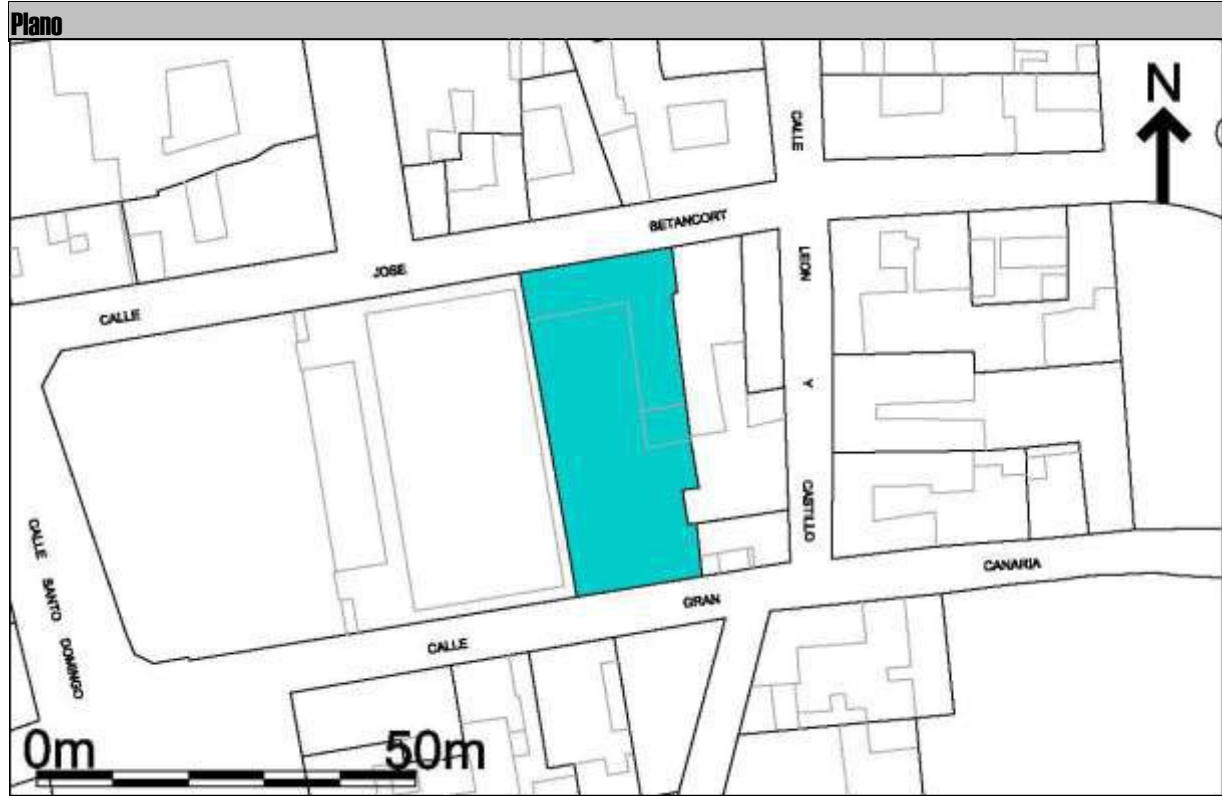 Plano
N
CALLE
BETANCORT
JOSE
CALLE
LEON
Y
CASTILLO
CANARIA
GRAN
CALLE
CALLE SANTO DOMINGO
0m 50m